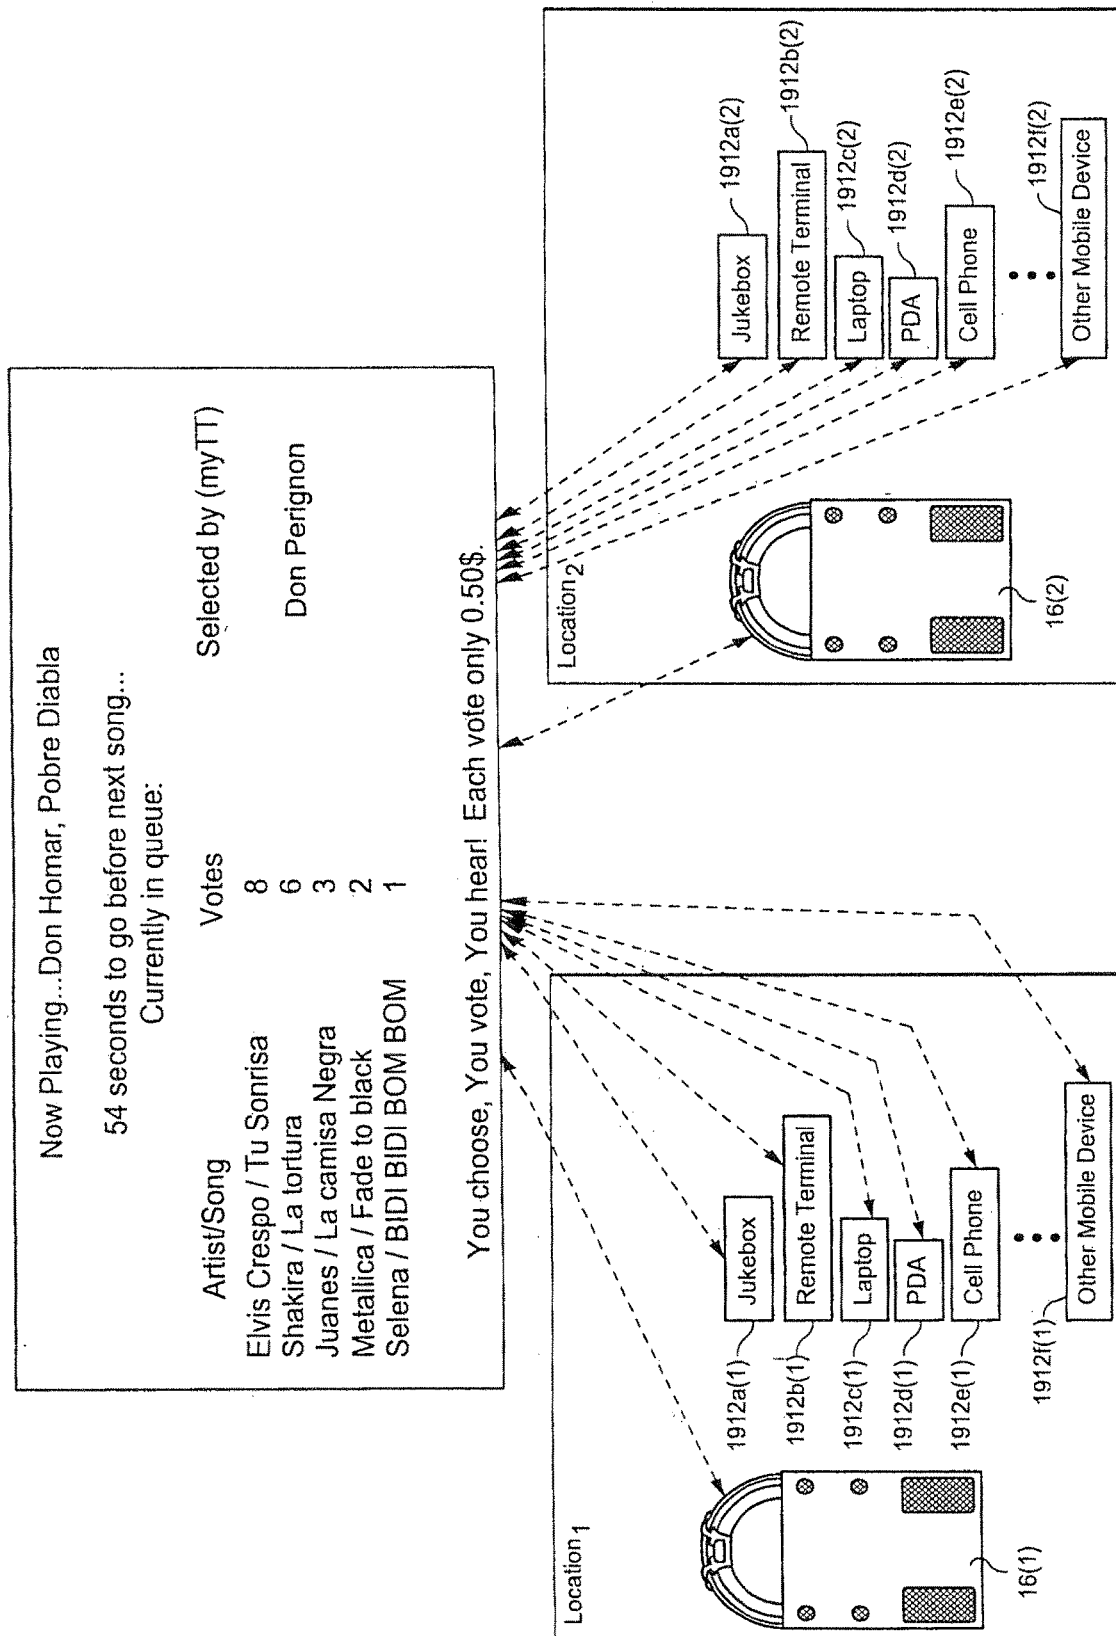 Now Playing...Don Homar, Pobre Diabla
54 seconds to go before next song...
Currently in queue:
Artist/Song Votes Selected by (myTT)
Elvis Crespo / Tu Sonrisa 8
Shakira / La tortura 6 Don Perignon
Juanes / La camisa Negra 3
Metallica / Fade to black 2
Selena / BIDI BIDI BOM BOM 1
You choose, You vote, You hear! Each vote only 0.50$.
Location1
16(1)
1912a(1) Jukebox
1912b(1) Remote Terminal
1912c(1) Laptop
1912d(1) PDA
1912e(1) Cell Phone
1912f(1) Other Mobile Device
Location2
16(2)
Jukebox 1912a(2)
Remote Terminal 1912b(2)
Laptop 1912c(2)
PDA 1912d(2)
Cell Phone 1912e(2)
Other Mobile Device 1912f(2)